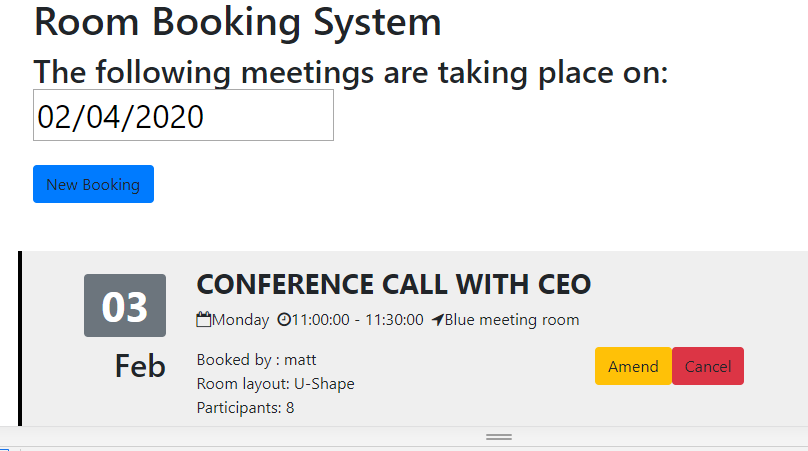 Room Booking System
The following meetings are taking place on:
02/04/2020
New Booking
03
Feb
CONFERENCE CALL WITH CEO
Monday 11:00:00 - 11:30:00 Blue meeting room
Booked by : matt
Room layout: U-Shape
Participants: 8
Amend Cancel